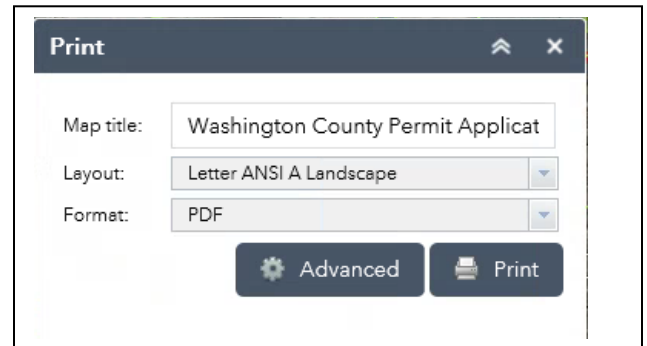 Print
Map title: Washington County Permit Applicat
Layout: Letter ANSI A Landscape
Format: PDF
Advanced Print